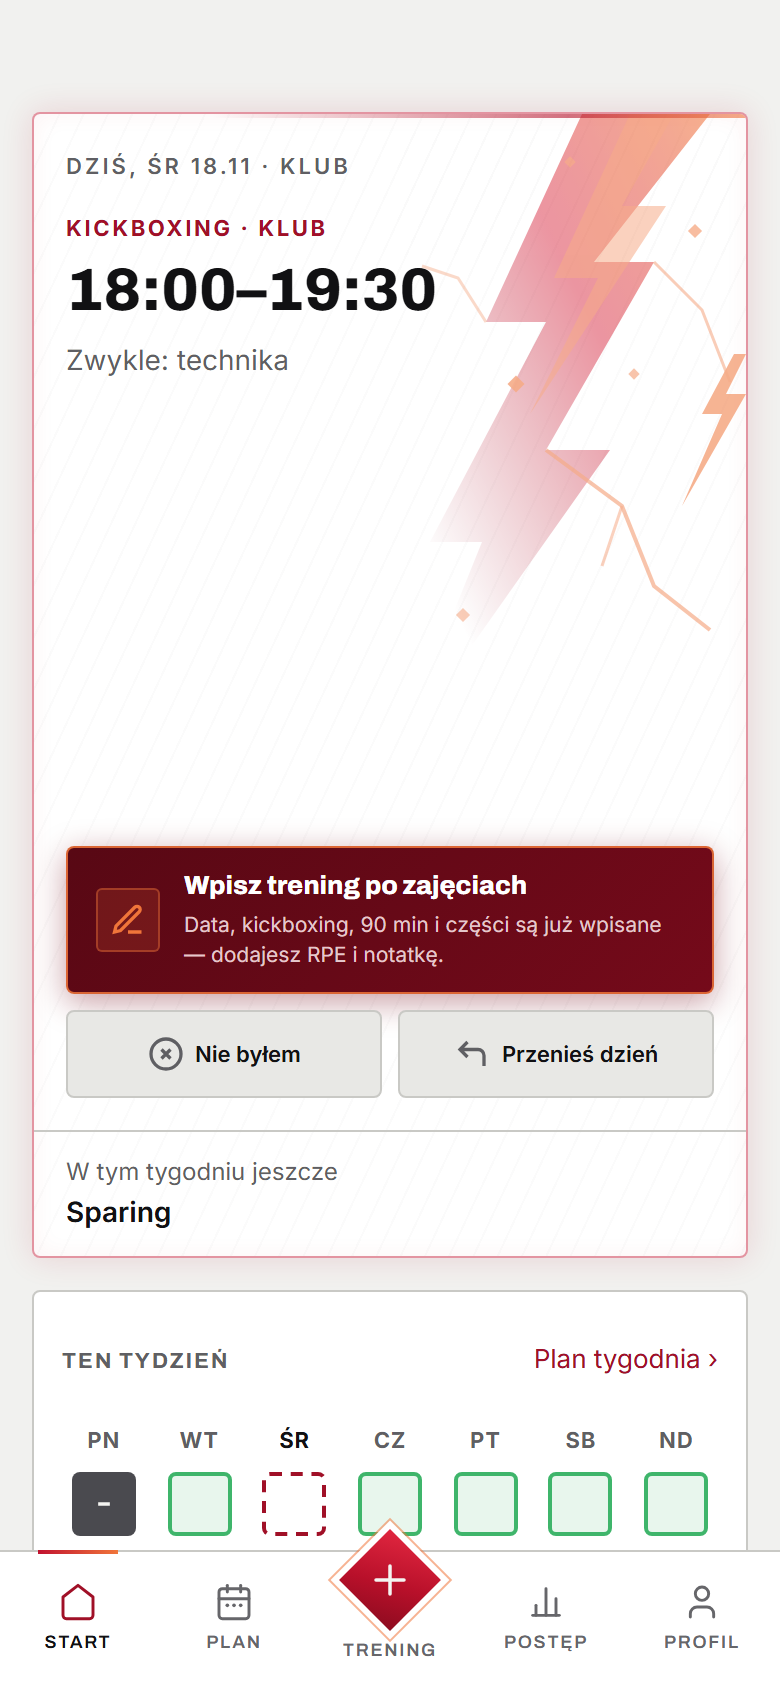 DZIŚ, ŚR 18.11 · KLUB
KICKBOXING · KLUB
18:00–19:30
Zwykle: technika
Wpisz trening po zajęciach
Data, kickboxing, 90 min i części są już wpisane
— dodajesz RPE i notatkę.
Nie byłem
Przenieś dzień
W tym tygodniu jeszcze
Sparing
TEN TYDZIEŃ
Plan tygodnia ›
PN WT ŚR CZ PT SB ND
-
START PLAN TRENING POSTĘP PROFIL